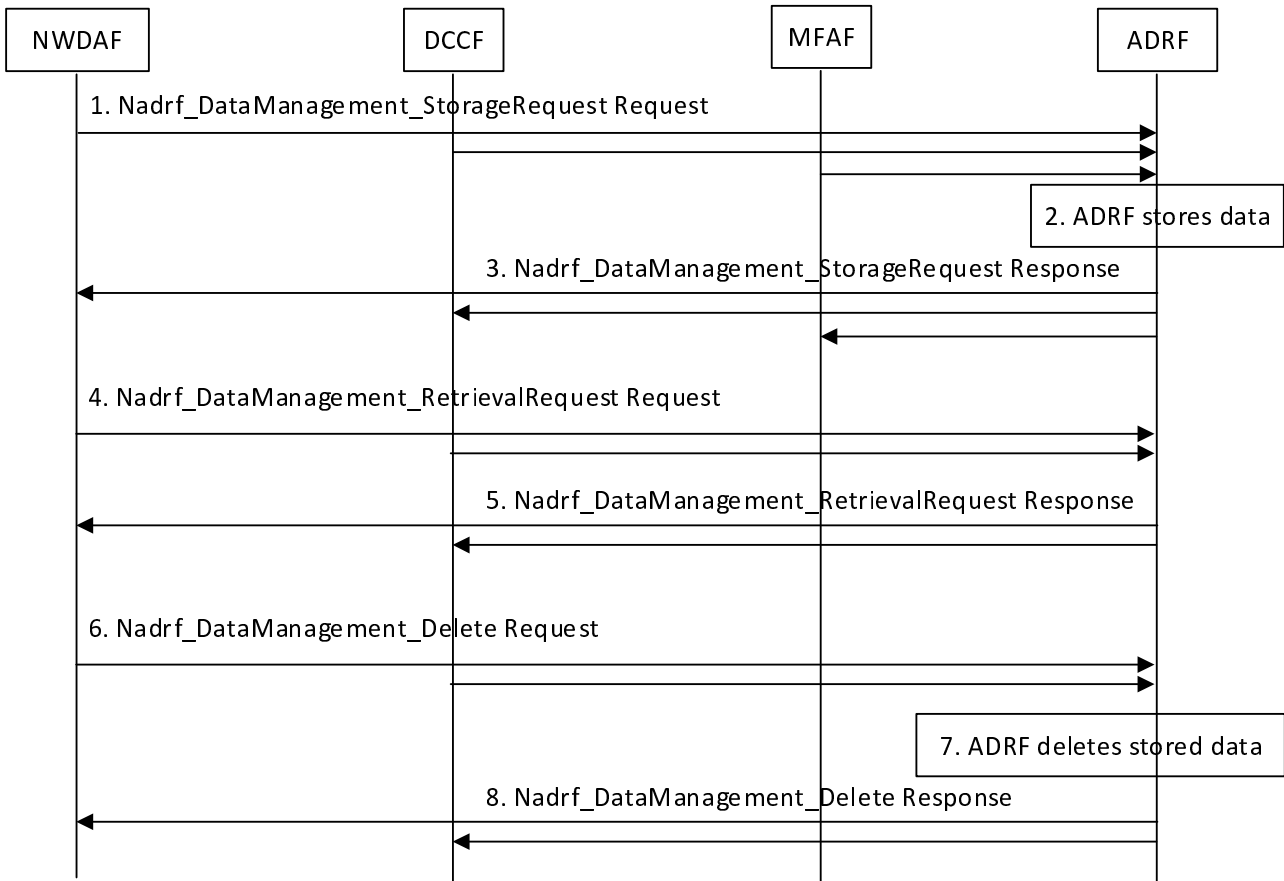 NWDAF
DCCF
MFAF
ADRF
1. Nadrf_DataManagement_StorageRequest Request
2. ADRF stores data
3. Nadrf_DataManagement_StorageRequest Response
4. Nadrf_DataManagement_RetrievalRequest Request
5. Nadrf_DataManagement_RetrievalRequest Response
6. Nadrf_DataManagement_Delete Request
7. ADRF deletes stored data
8. Nadrf_DataManagement_Delete Response